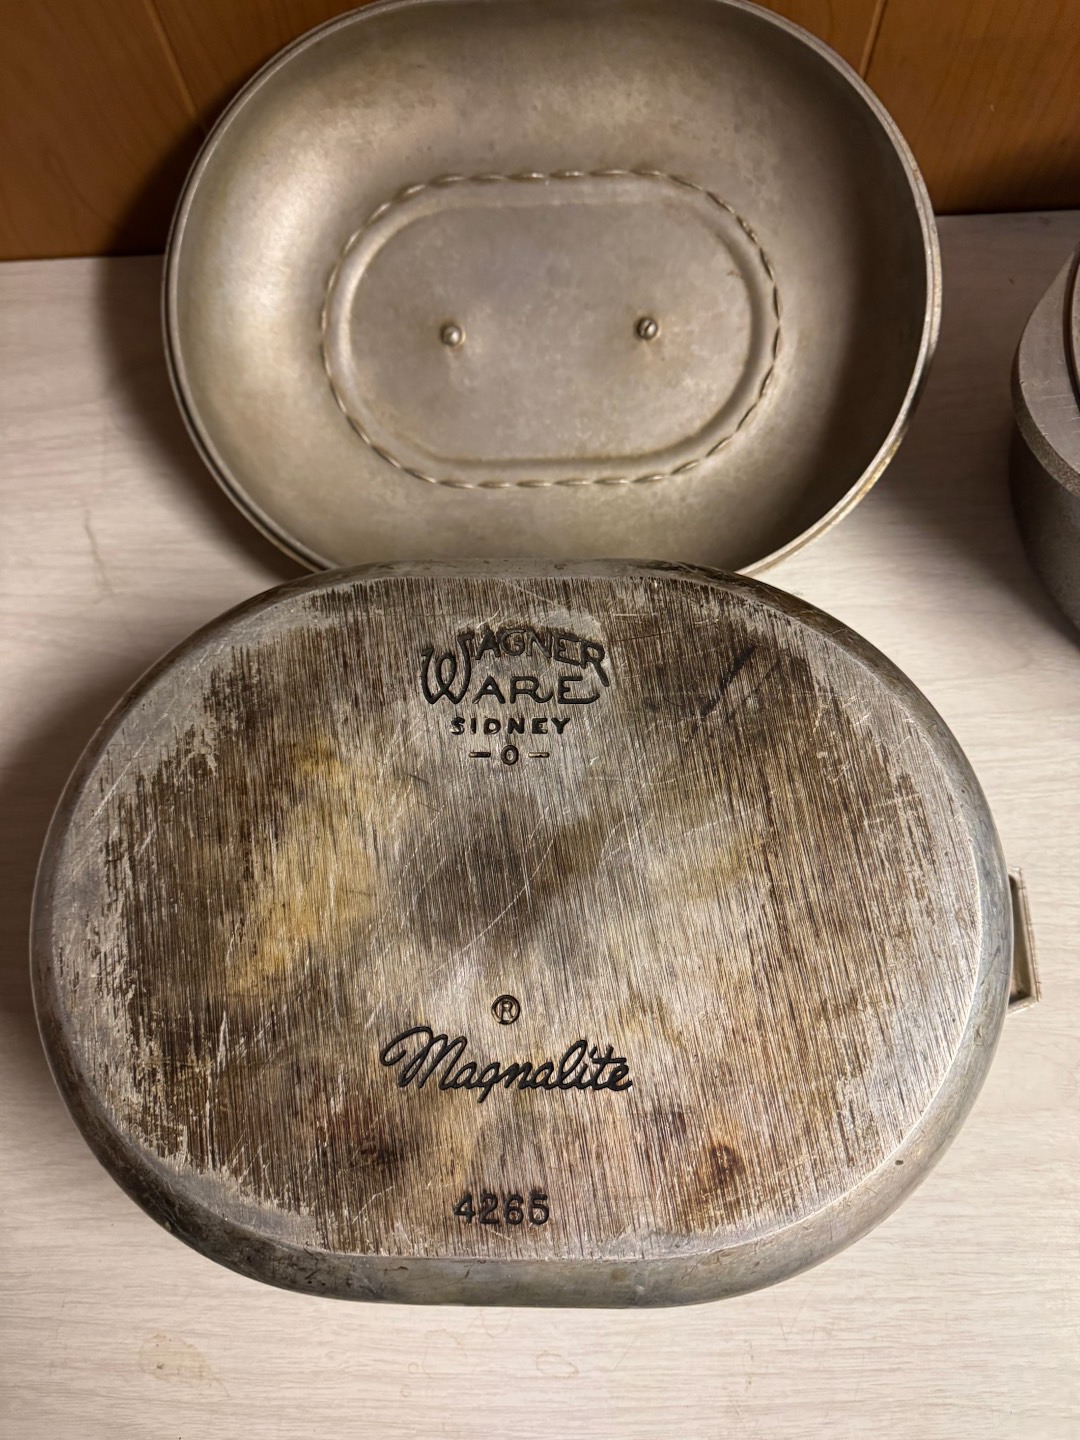 WAGNER
WARE
SIDNEY
-O-
®
Magnalite
4265